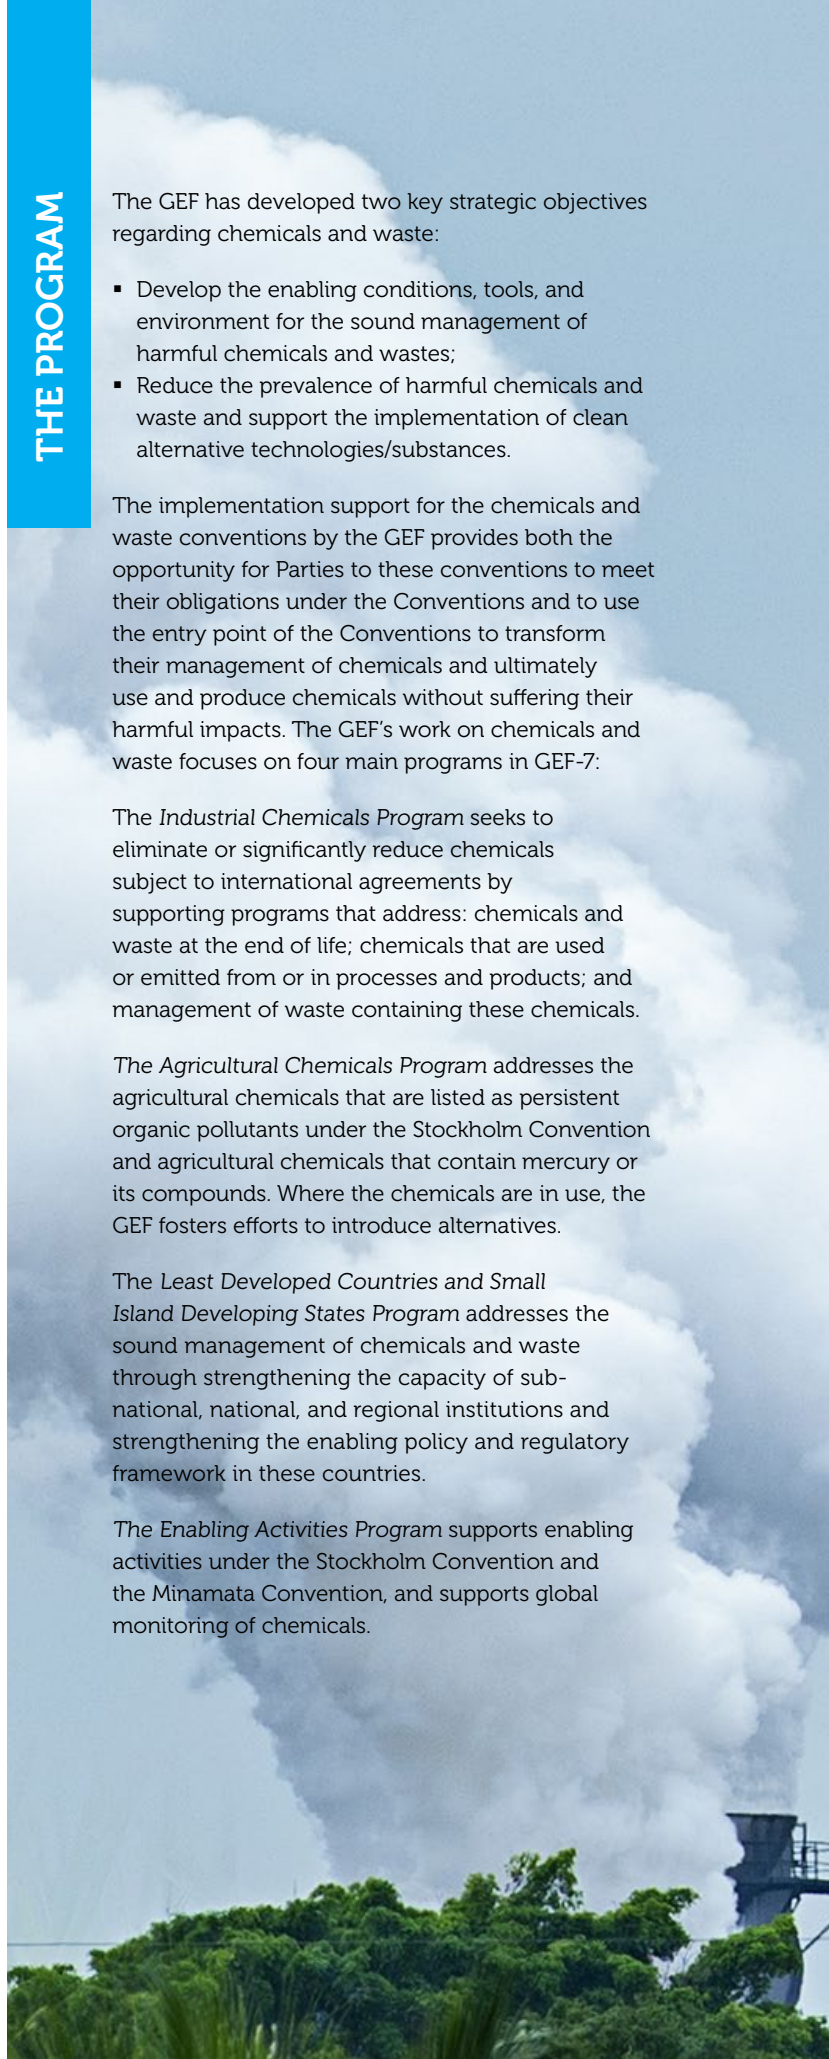 THE PROGRAM
The GEF has developed two key strategic objectives
regarding chemicals and waste:
▪ Develop the enabling conditions, tools, and
environment for the sound management of
harmful chemicals and wastes;
▪ Reduce the prevalence of harmful chemicals and
waste and support the implementation of clean
alternative technologies/substances.
The implementation support for the chemicals and
waste conventions by the GEF provides both the
opportunity for Parties to these conventions to meet
their obligations under the Conventions and to use
the entry point of the Conventions to transform
their management of chemicals and ultimately
use and produce chemicals without suffering their
harmful impacts. The GEF’s work on chemicals and
waste focuses on four main programs in GEF-7:
The Industrial Chemicals Program seeks to
eliminate or significantly reduce chemicals
subject to international agreements by
supporting programs that address: chemicals and
waste at the end of life; chemicals that are used
or emitted from or in processes and products; and
management of waste containing these chemicals.
The Agricultural Chemicals Program addresses the
agricultural chemicals that are listed as persistent
organic pollutants under the Stockholm Convention
and agricultural chemicals that contain mercury or
its compounds. Where the chemicals are in use, the
GEF fosters efforts to introduce alternatives.
The Least Developed Countries and Small
Island Developing States Program addresses the
sound management of chemicals and waste
through strengthening the capacity of sub-
national, national, and regional institutions and
strengthening the enabling policy and regulatory
framework in these countries.
The Enabling Activities Program supports enabling
activities under the Stockholm Convention and
the Minamata Convention, and supports global
monitoring of chemicals.